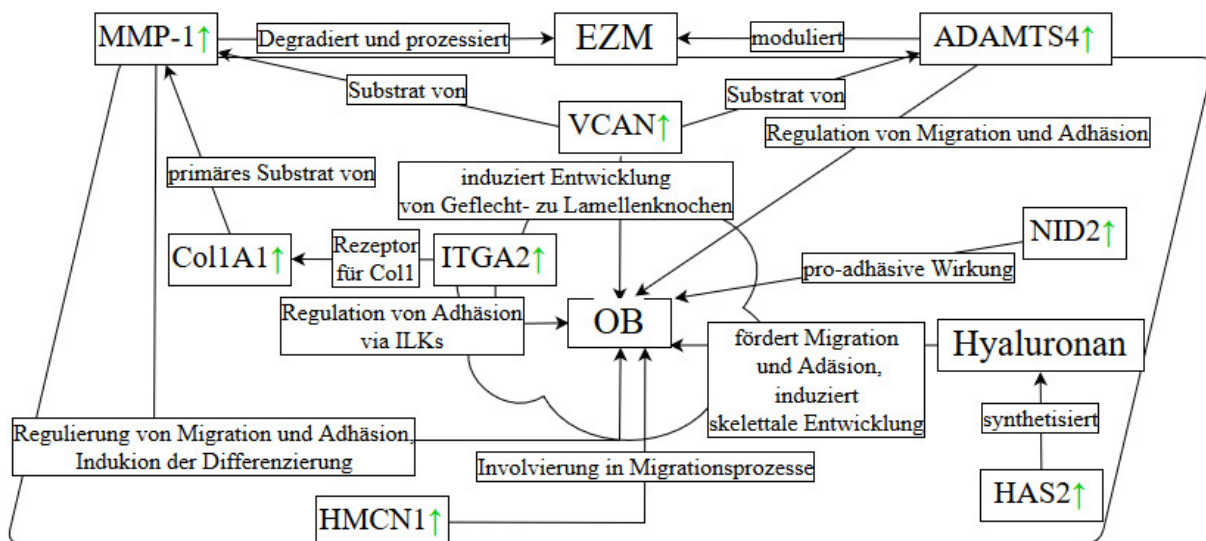 MMP-1↑
Degradiert und prozessiert
EZM
moduliert
ADAMTS4↑
Substrat von
Substrat von
VCAN↑
Regulation von Migration und Adhäsion
primäres Substrat von
induziert Entwicklung
von Geflecht- zu Lamellenknochen
Col1A1↑
Rezeptor
für Col1
ITGA2↑
NID2↑
pro-adhäsive Wirkung
Regulation von Adhäsion
via ILKs
OB
fördert Migration
und Adäsion,
induziert
skelettale Entwicklung
Hyaluronan
synthetisiert
Regulierung von Migration und Adhäsion,
Indukion der Differenzierung
Involvierung in Migrationsprozesse
HAS2↑
HMCN1↑